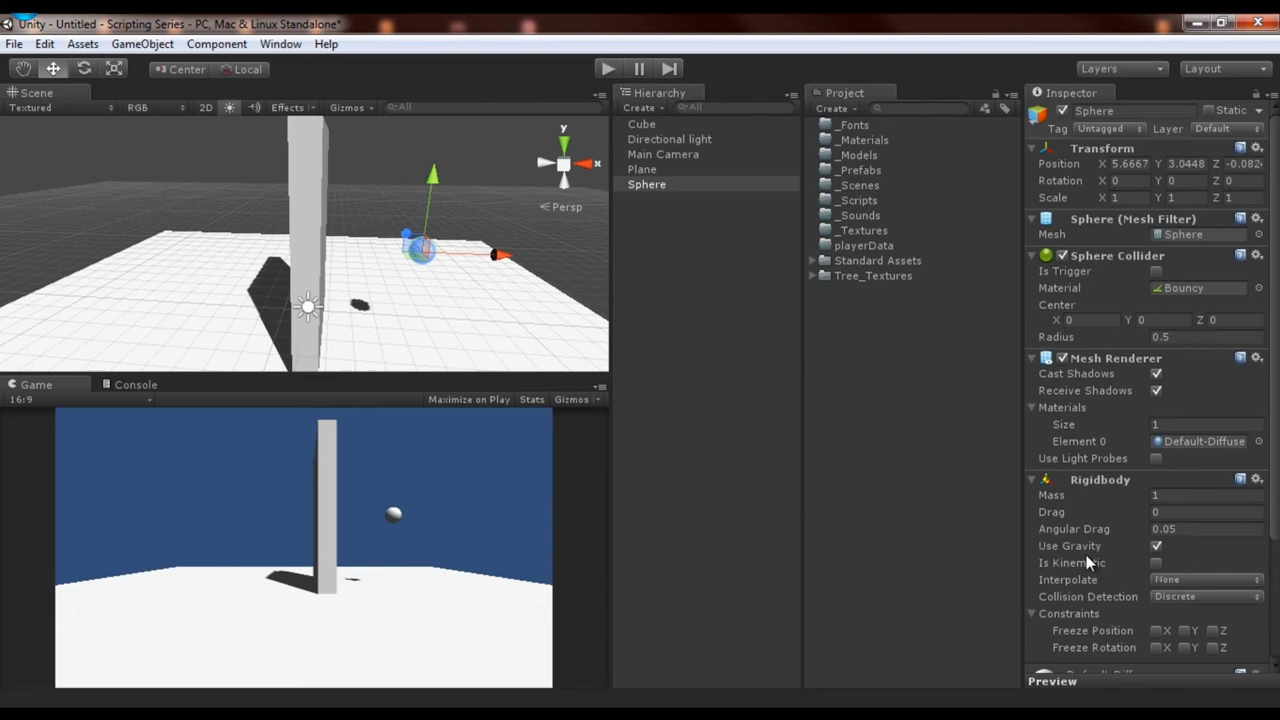 Unity - Untitled - Scripting Series - PC, Mac & Linux Standalone*
File Edit Assets GameObject Component Window Help
Center Local Layers Layout
Scene
Textured RGB 2D Effects Gizmos All
y
x
Persp
Game Console
16:9 Maximize on Play Stats Gizmos
Hierarchy
Create All
Cube
Directional light
Main Camera
Plane
Sphere
Project
Create
_Fonts
_Materials
_Models
_Prefabs
_Scenes
_Scripts
_Sounds
_Textures
playerData
Standard Assets
Tree_Textures
Inspector
Sphere Static
Tag Untagged Layer Default
Transform
Position X 5.6667 Y 3.0448 Z -0.082
Rotation X 0 Y 0 Z 0
Scale X 1 Y 1 Z 1
Sphere (Mesh Filter)
Mesh Sphere
Sphere Collider
Is Trigger
Material Bouncy
Center
X 0 Y 0 Z 0
Radius 0.5
Mesh Renderer
Cast Shadows
Receive Shadows
Materials
Size 1
Element 0 Default-Diffuse
Use Light Probes
Rigidbody
Mass 1
Drag 0
Angular Drag 0.05
Use Gravity
Is Kinematic
Interpolate None
Collision Detection Discrete
Constraints
Freeze Position X Y Z
Freeze Rotation X Y Z
Preview